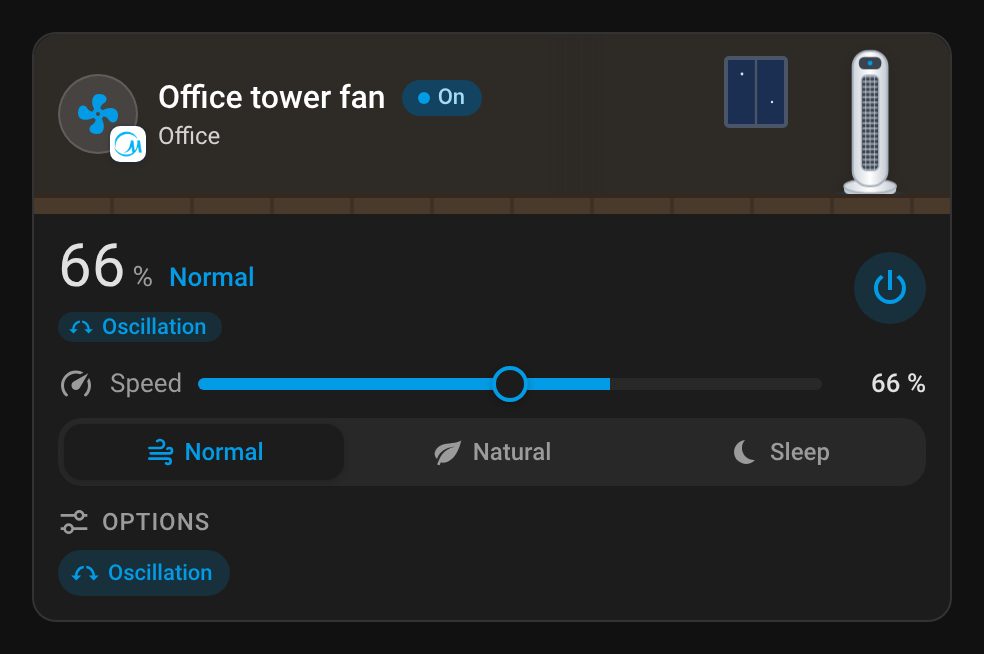 Office tower fan On
Office
66 % Normal
Oscillation
Speed 66 %
Normal Natural Sleep
OPTIONS
Oscillation